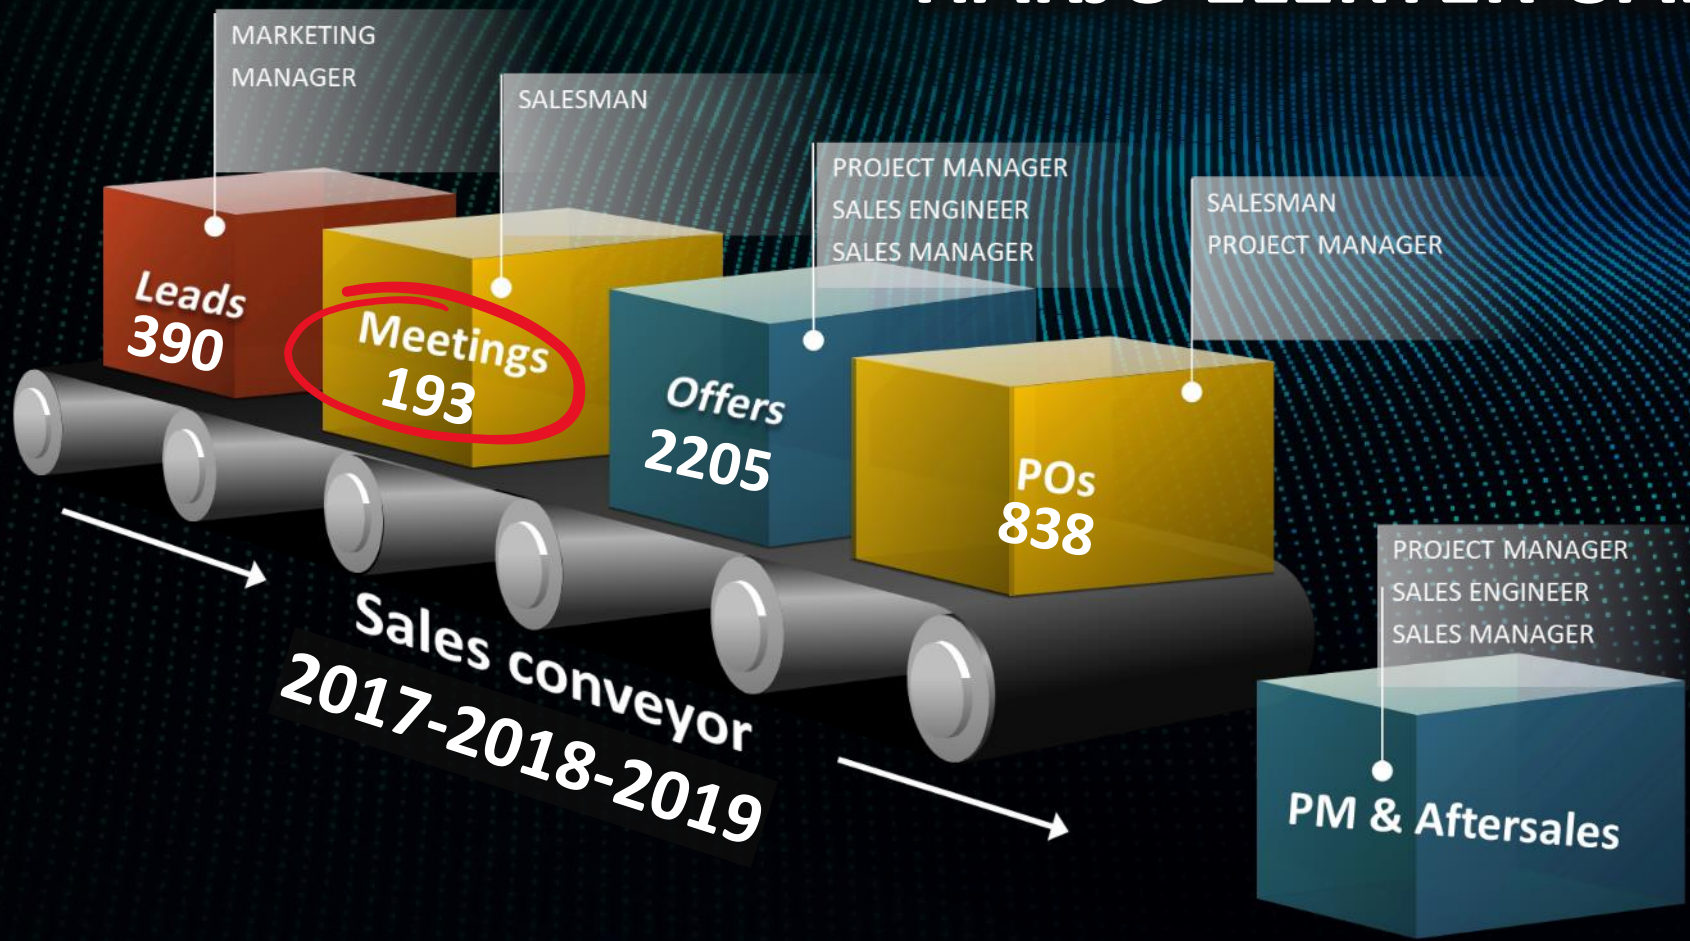 MARKETING
MANAGER
SALESMAN
PROJECT MANAGER
SALES ENGINEER
SALES MANAGER
SALESMAN
PROJECT MANAGER
Leads
390
Meetings
193
Offers
2205
POs
838
Sales conveyor
2017-2018-2019
PROJECT MANAGER
SALES ENGINEER
SALES MANAGER
PM & Aftersales